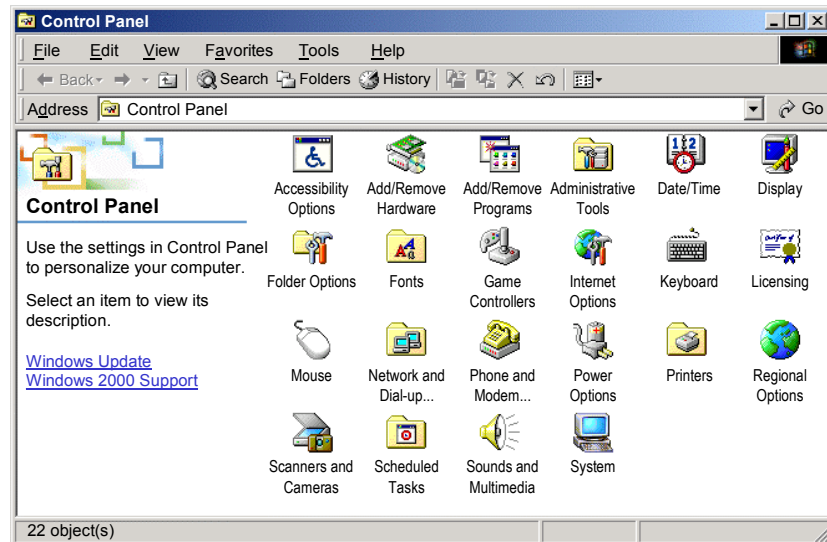 Control Panel
File Edit View Favorites Tools Help
Back Search Folders History
Address Control Panel Go
Control Panel
Use the settings in Control Panel
to personalize your computer.
Select an item to view its
description.
Windows Update
Windows 2000 Support
Accessibility
Options
Add/Remove
Hardware
Add/Remove
Programs
Administrative
Tools
Date/Time
Display
Folder Options
Fonts
Game
Controllers
Internet
Options
Keyboard
Licensing
Mouse
Network and
Dial-up...
Phone and
Modem...
Power
Options
Printers
Regional
Options
Scanners and
Cameras
Scheduled
Tasks
Sounds and
Multimedia
System
22 object(s)